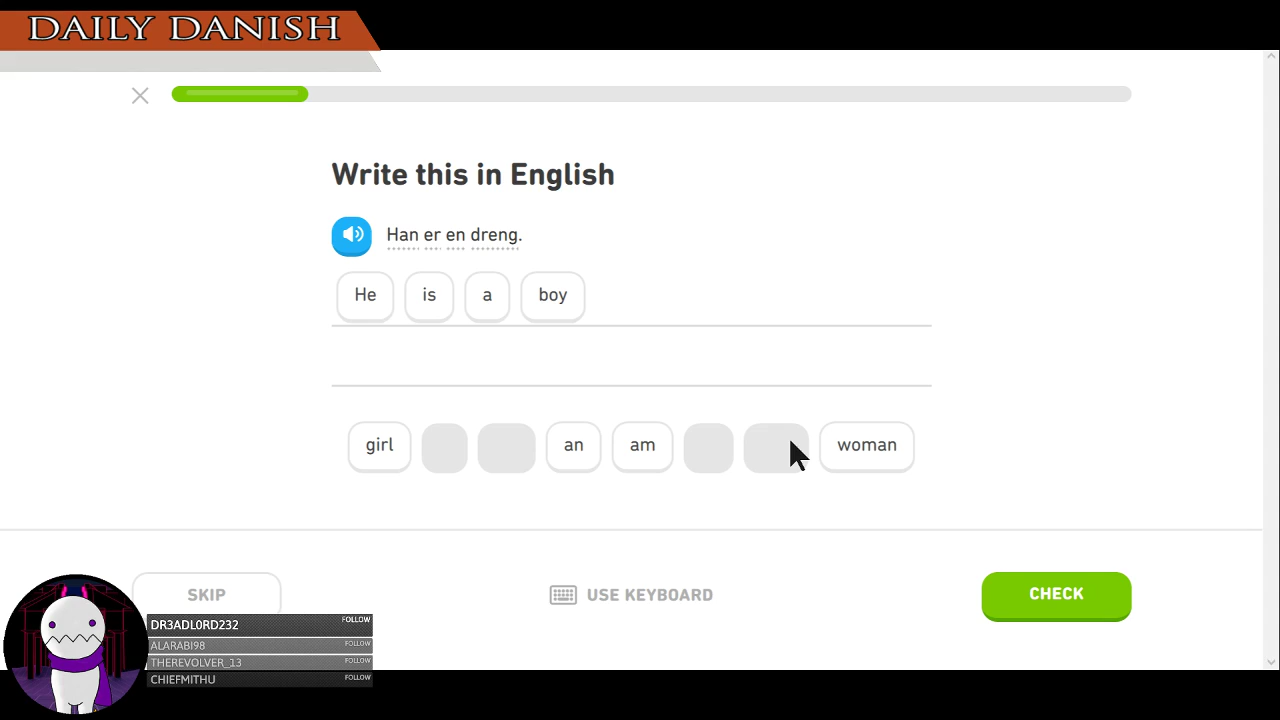 DAILY DANISH
Write this in English
Han er en dreng.
He is a boy
girl an am woman
SKIP
USE KEYBOARD
CHECK
DR3ADL0RD232 FOLLOW
ALARABI98 FOLLOW
THEREVOLVER_13 FOLLOW
CHIEFMITHU FOLLOW